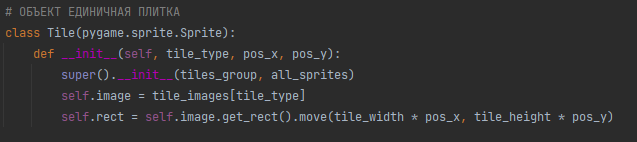 # ОБЪЕКТ ЕДИНИЧНАЯ ПЛИТКА
class Tile(pygame.sprite.Sprite):
    def __init__(self, tile_type, pos_x, pos_y):
        super().__init__(tiles_group, all_sprites)
        self.image = tile_images[tile_type]
        self.rect = self.image.get_rect().move(tile_width * pos_x, tile_height * pos_y)